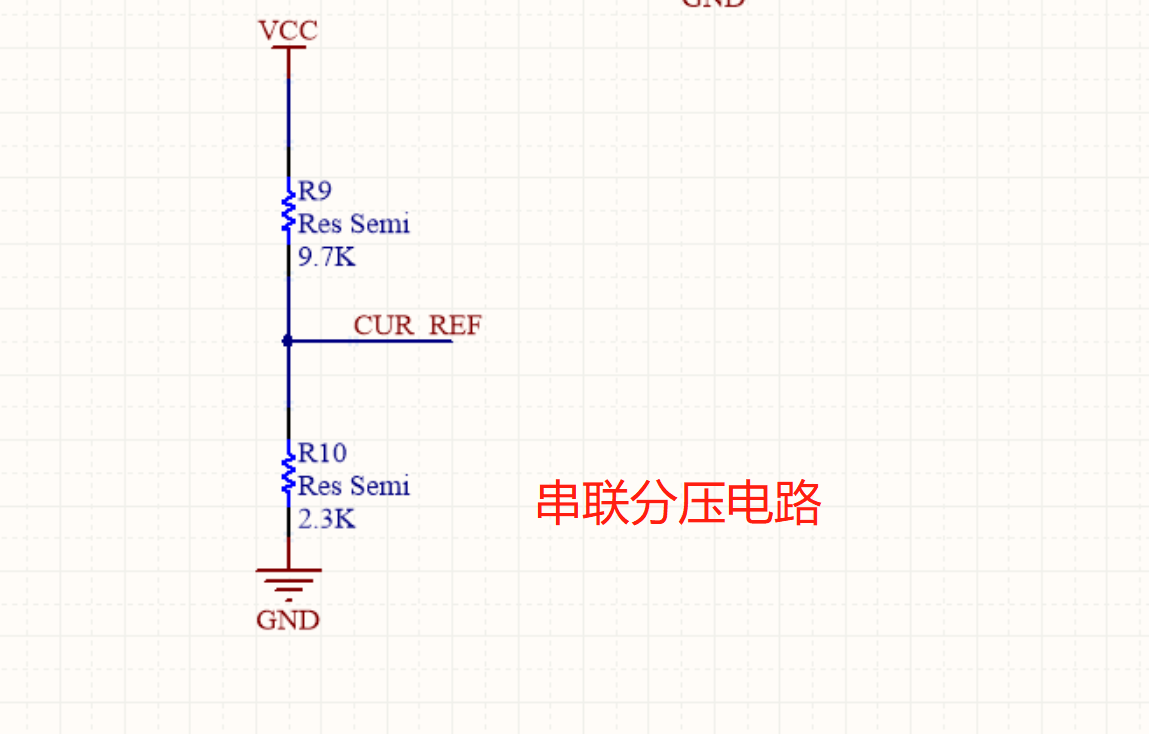 GND
VCC
R9
Res Semi
9.7K
CUR_REF
R10
Res Semi
2.3K
串联分压电路
GND